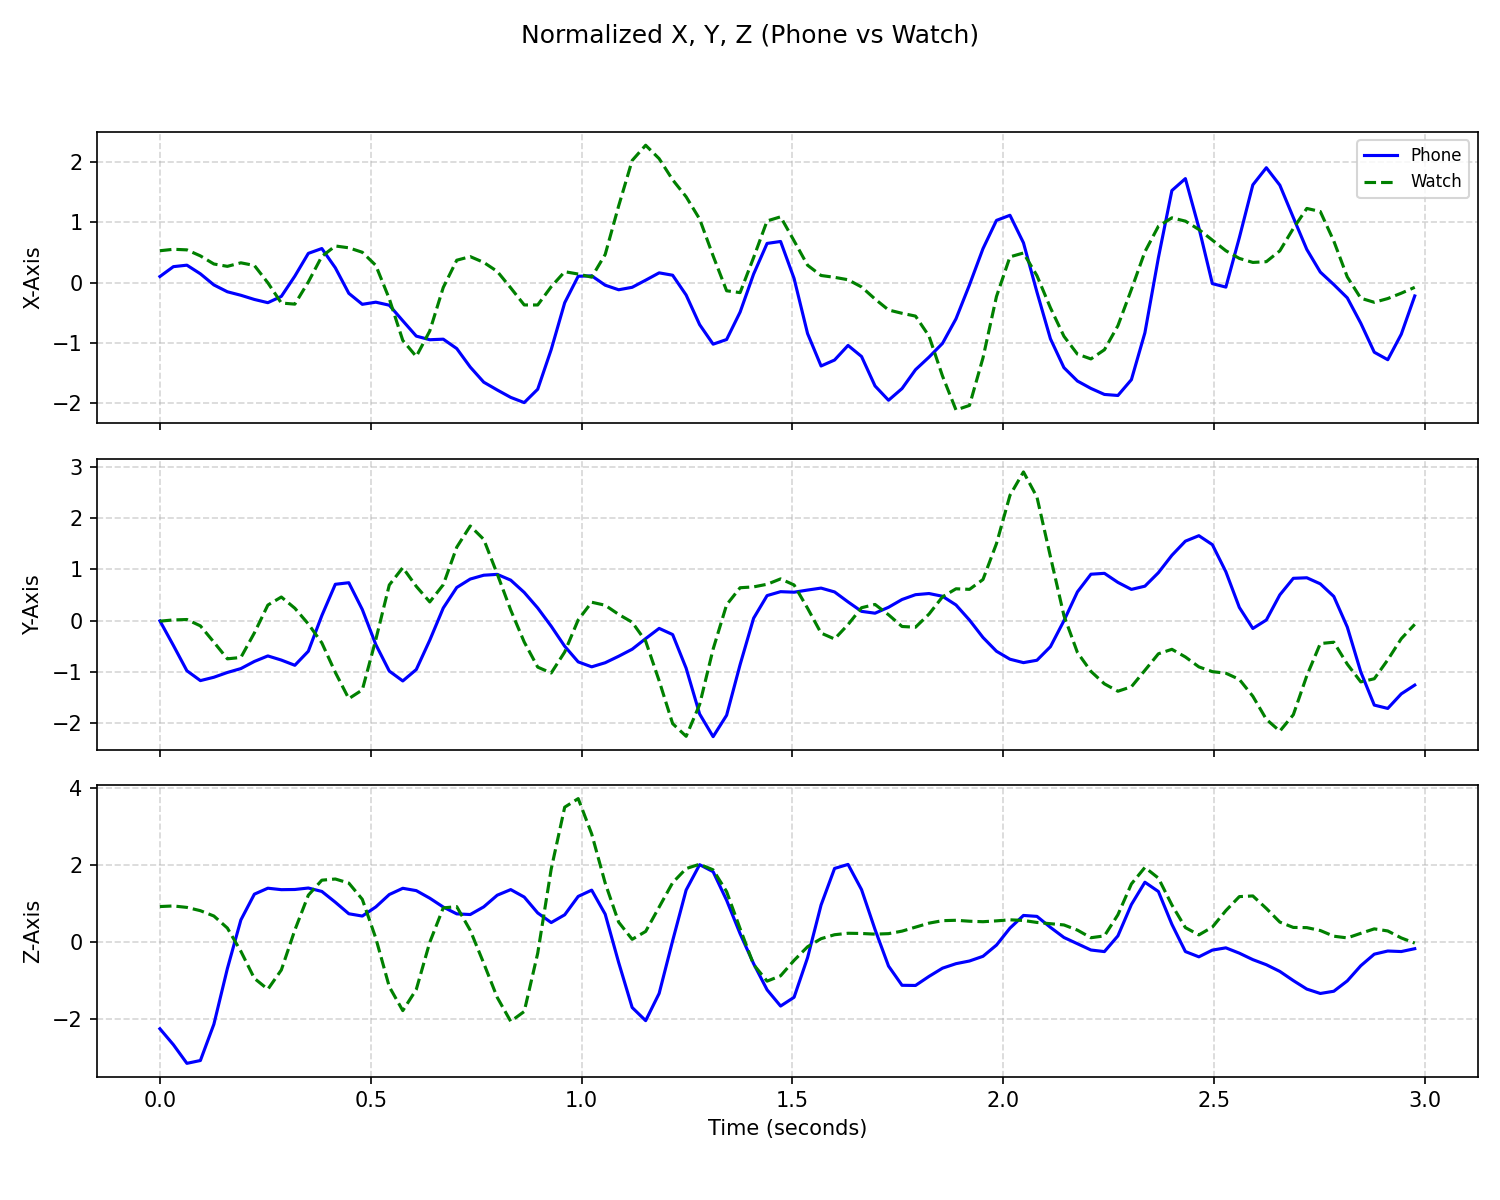 Normalized X, Y, Z (Phone vs Watch)
Phone
Watch
X-Axis
2
1
0
−1
−2
Y-Axis
3
2
1
0
−1
−2
Z-Axis
4
2
0
−2
0.0 0.5 1.0 1.5 2.0 2.5 3.0
Time (seconds)